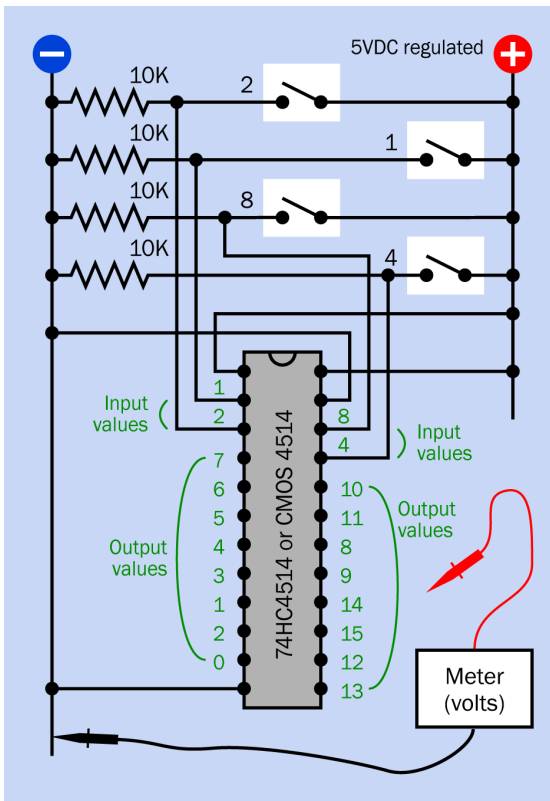 −
5VDC regulated
+
10K
2
10K
1
10K
8
10K
4
1
Input
values
2
8
4
Input
values
74HC4514 or CMOS 4514
7
6
5
4
3
1
2
0
Output
values
10
11
8
9
14
15
12
13
Output
values
Meter
(volts)